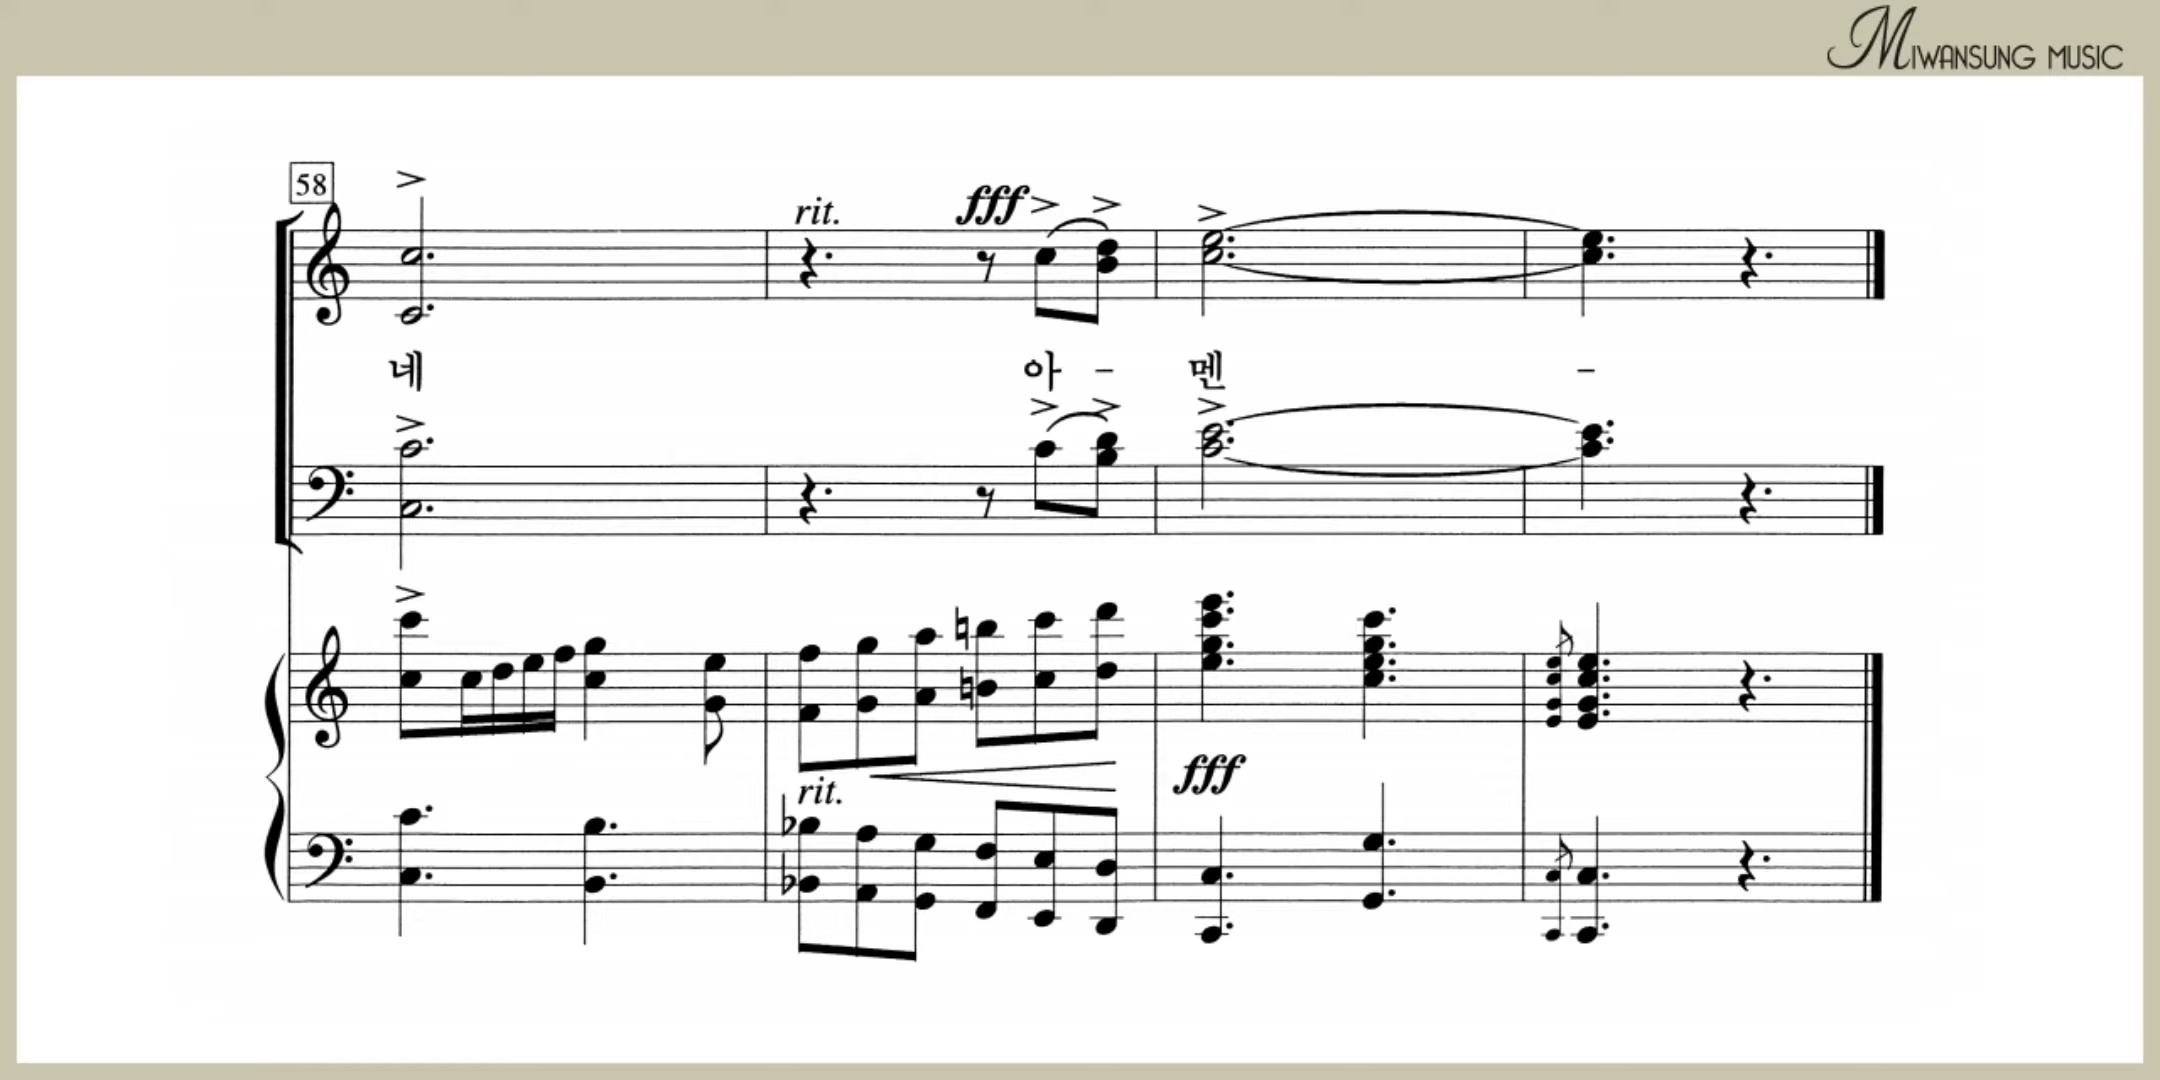 MIWANSUNG MUSIC
58
rit. fff
네 아 - 멘 -
rit.
fff